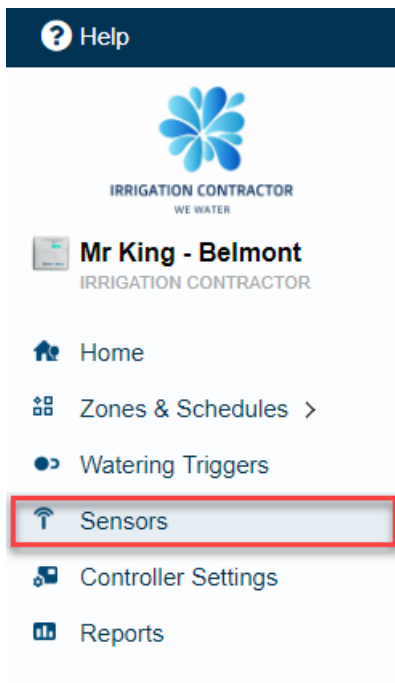 ? Help
IRRIGATION CONTRACTOR
WE WATER
Mr King - Belmont
IRRIGATION CONTRACTOR
Home
Zones & Schedules >
Watering Triggers
Sensors
Controller Settings
Reports